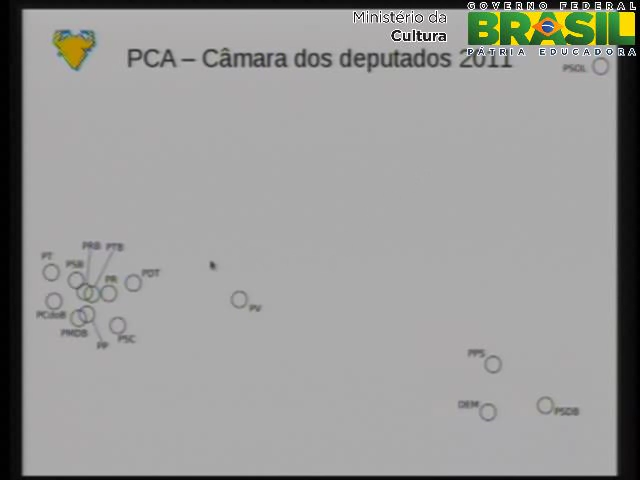 GOVERNO FEDERAL
Ministério da
Cultura
BRASIL
PÁTRIA EDUCADORA
PCA – Câmara dos deputados 2011
PSOL
PRB
PTB
PT
PSB
PR
PDT
PCdoB
PV
PMDB
PSC
PP
PPS
DEM
PSDB